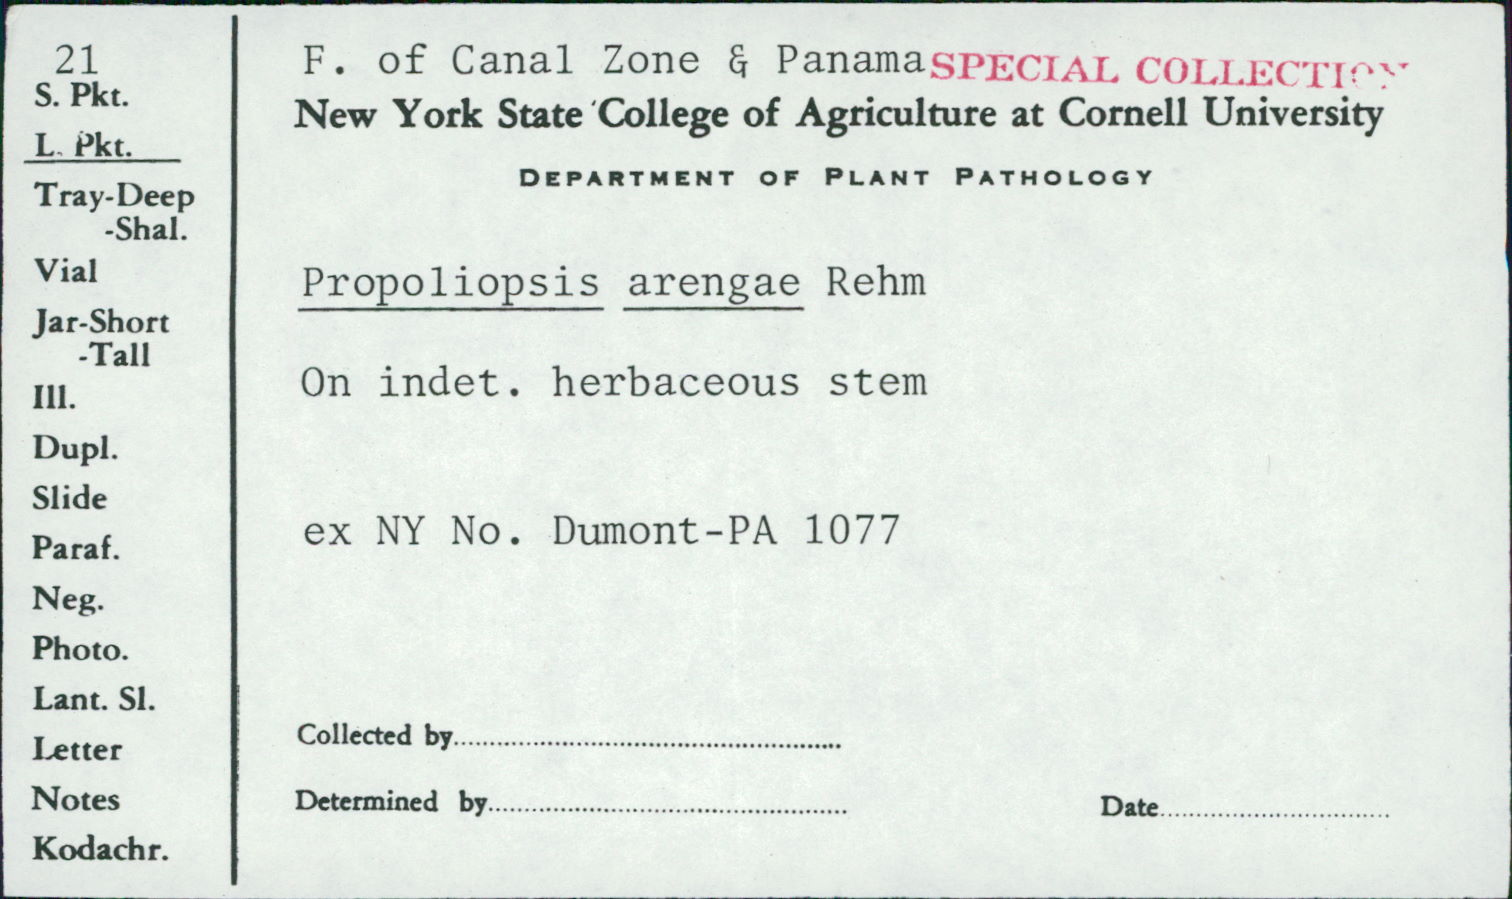 21
S. Pkt.
L. Pkt.
Tray-Deep
-Shal.
Vial
Jar-Short
-Tall
Ill.
Dupl.
Slide
Paraf.
Neg.
Photo.
Lant. Sl.
Letter
Notes
Kodachr.
F. of Canal Zone & Panama SPECIAL COLLECTION
New York State College of Agriculture at Cornell University
DEPARTMENT OF PLANT PATHOLOGY
Propoliopsis arengae Rehm
On indet. herbaceous stem
ex NY No. Dumont-PA 1077
Collected by
Determined by
Date